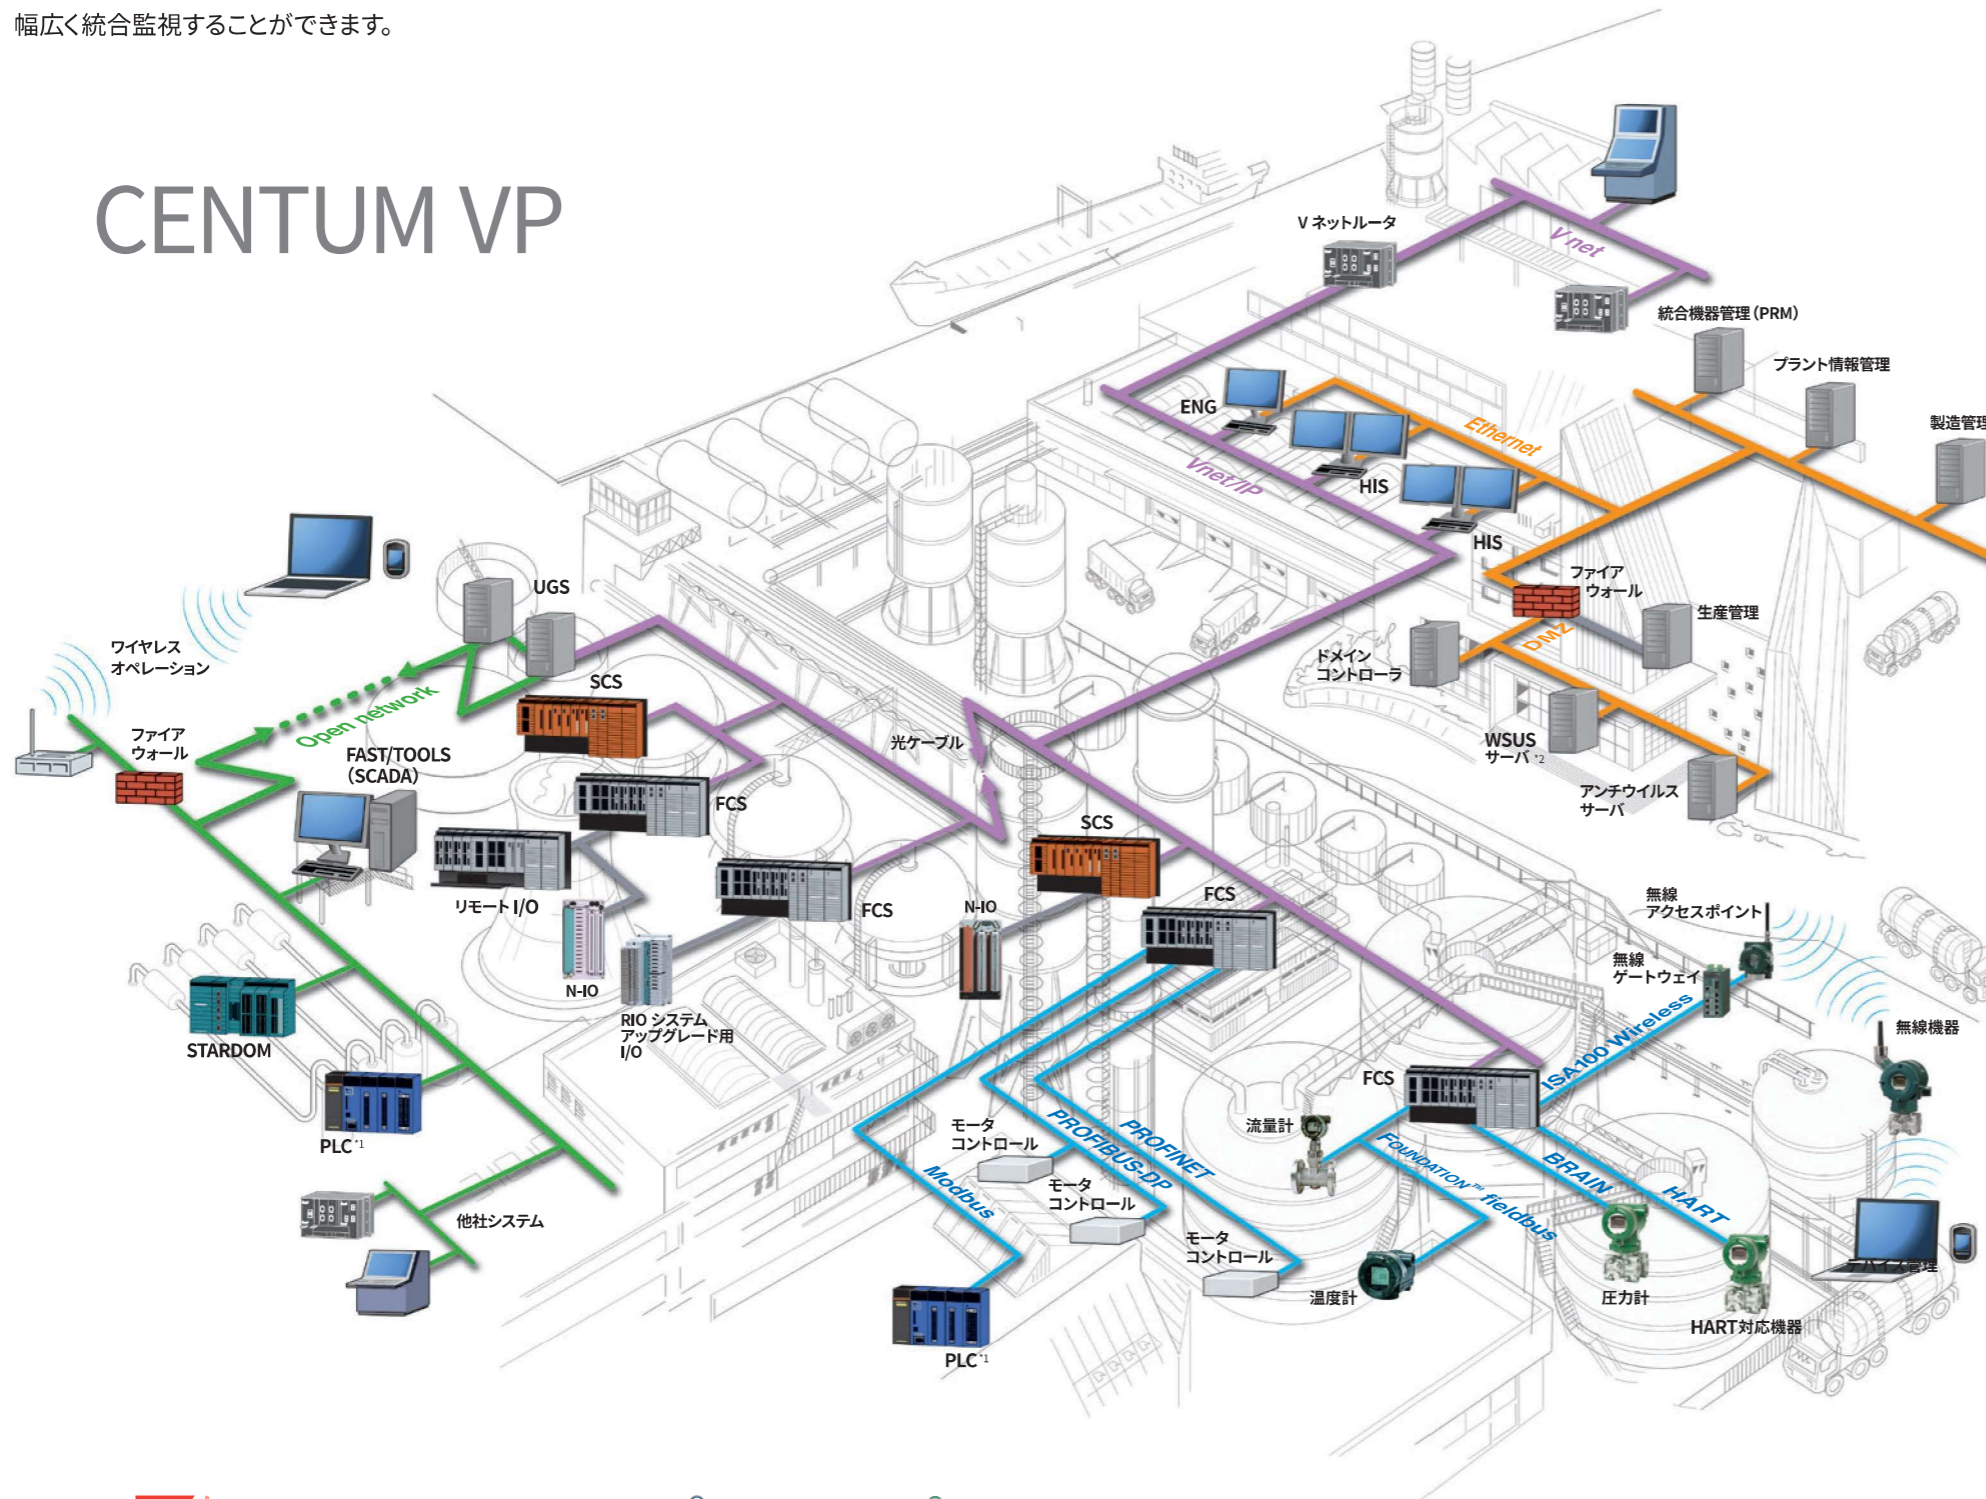 幅広く統合監視することができます。
CENTUM VP
V ネットルータ
V net
統合機器管理(PRM)
プラント情報管理
製造管理
ENG
Ethernet
Vnet/IP
HIS
HIS
ファイア
ウォール
生産管理
DMZ
ドメイン
コントローラ
WSUS
サーバ *2
アンチウイルス
サーバ
UGS
ワイヤレス
オペレーション
SCS
Open network
ファイア
ウォール
FAST/TOOLS
(SCADA)
光ケーブル
FCS
SCS
リモート I/O
FCS
N-IO
FCS
無線
アクセスポイント
無線
ゲートウェイ
無線機器
N-IO
RIO システム
アップグレード用
I/O
STARDOM
ISA100 Wireless
FCS
PLC *1
モータ
コントロール
流量計
PROFINET
PROFIBUS-DP
Modbus
FOUNDATION™ fieldbus
BRAIN
HART
モータ
コントロール
他社システム
モータ
コントロール
温度計
圧力計
HART対応機器
PLC *1